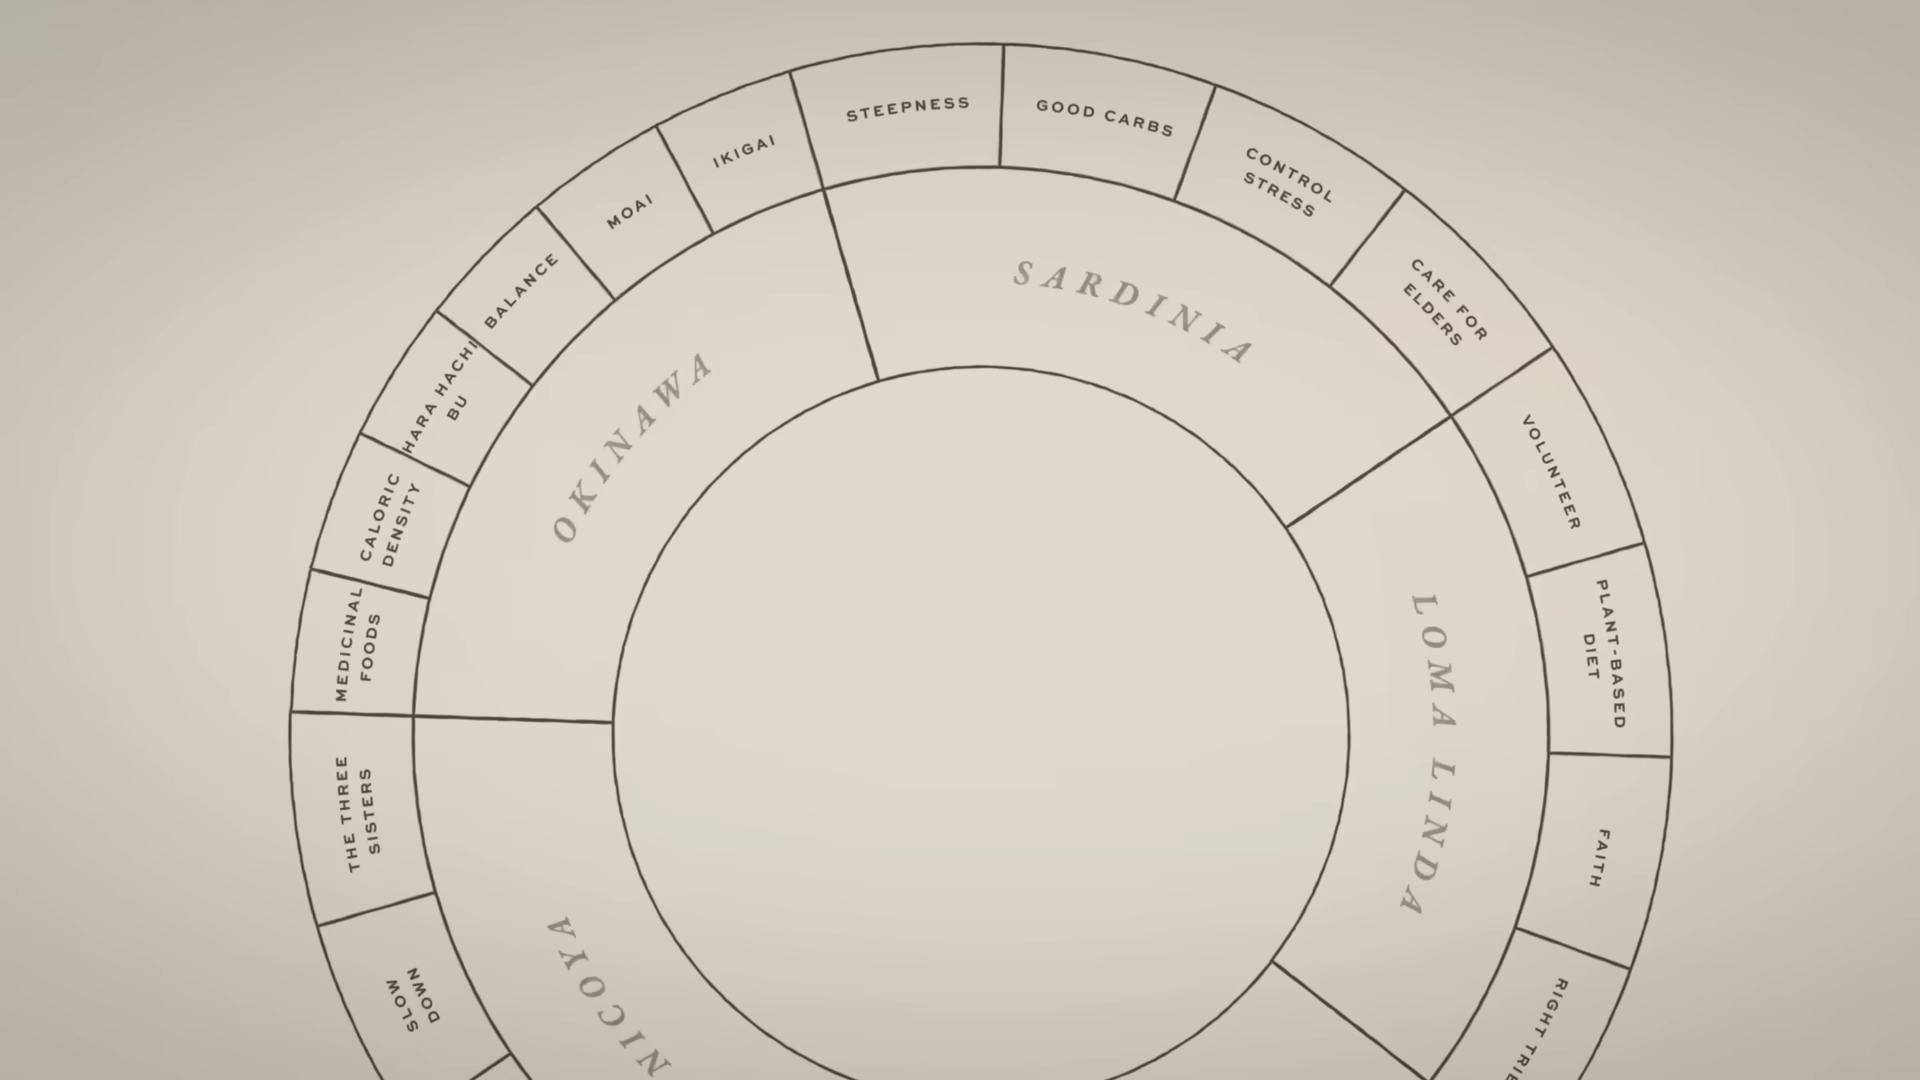 STEEPNESS
GOOD CARBS
CONTROL
STRESS
CARE FOR
ELDERS
SARDINIA
VOLUNTEER
PLANT-BASED
DIET
FAITH
RIGHT
LOMA LINDA
IKIGAI
MOAI
BALANCE
HARA HACHI
BU
CALORIC
DENSITY
MEDICINAL
FOODS
OKINAWA
THE THREE
SISTERS
SLOW
DOWN
NICOYA